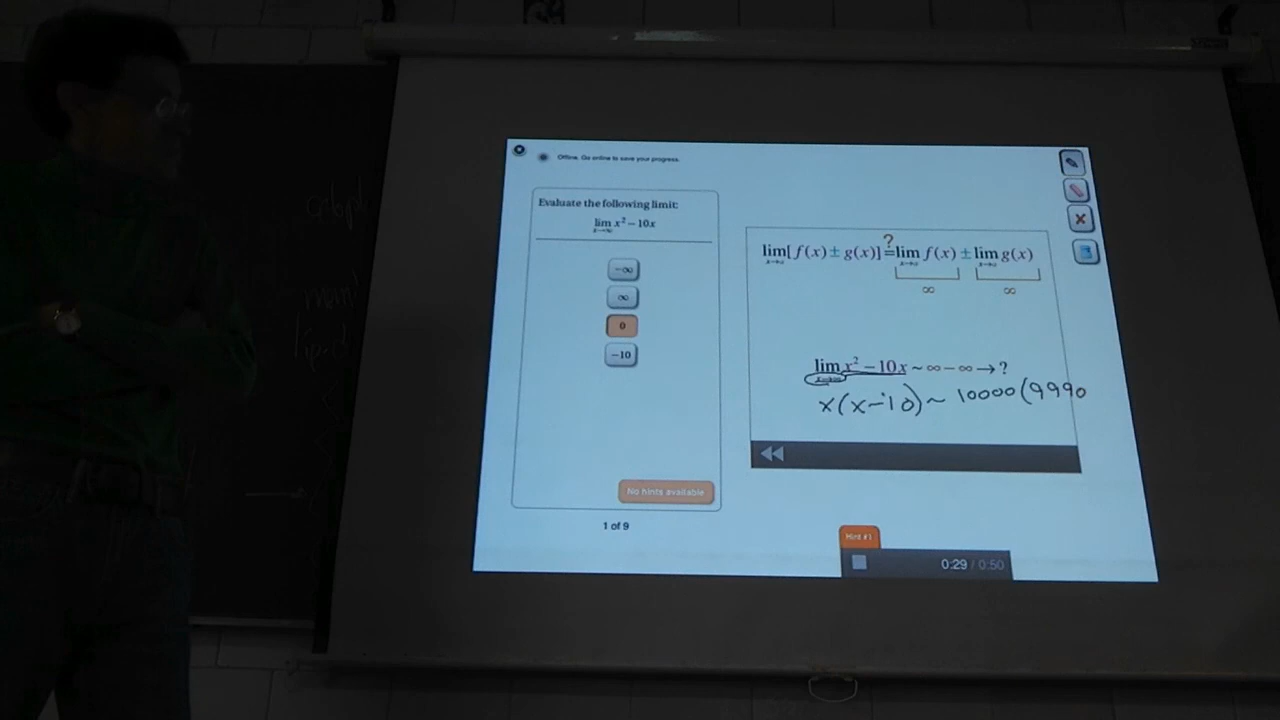 Offline. Go online to save your progress.
Evaluate the following limit:
lim x→∞ x² − 10x
−∞
∞
0
−10
No hints available
1 of 9
?
lim[f(x) ± g(x)] = lim f(x) ± lim g(x)
∞ ∞
lim x² − 10x ~ ∞ − ∞ → ?
x(x−10) ~ 10000(9990
Hint #1
0:29 / 0:50